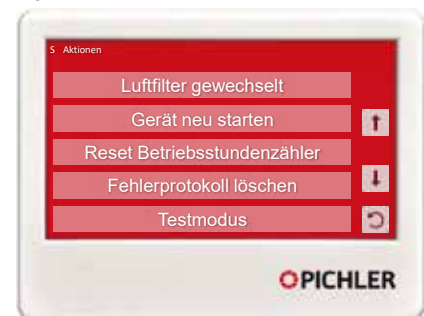 S Aktionen
Luftfilter gewechselt
Gerät neu starten
Reset Betriebsstundenzähler
Fehlerprotokoll löschen
Testmodus
PICHLER